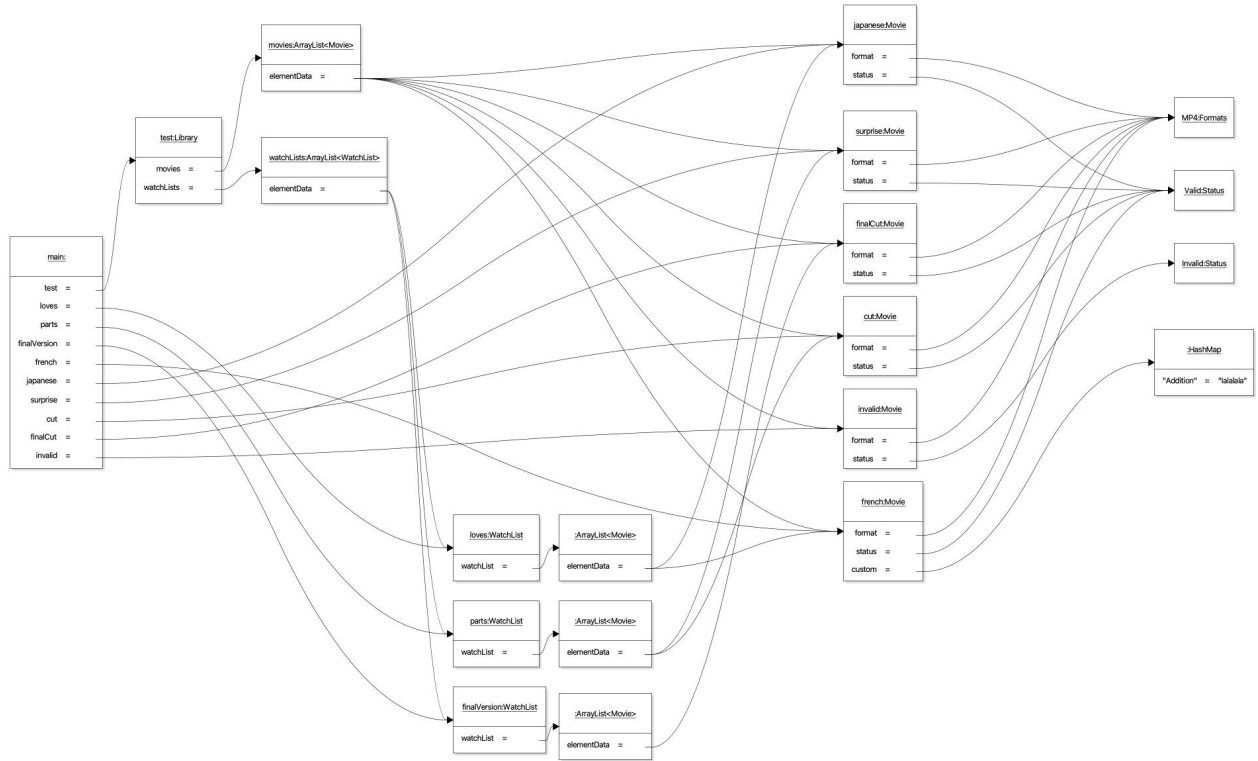 main:
test =
loves =
parts =
finalVersion =
french =
japanese =
surprise =
cut =
finalCut =
invalid =
test:Library
movies =
watchLists =
movies:ArrayList<Movie>
elementData =
watchLists:ArrayList<WatchList>
elementData =
loves:WatchList
watchList =
:ArrayList<Movie>
elementData =
parts:WatchList
watchList =
:ArrayList<Movie>
elementData =
finalVersion:WatchList
watchList =
:ArrayList<Movie>
elementData =
japanese:Movie
format =
status =
surprise:Movie
format =
status =
finalCut:Movie
format =
status =
cut:Movie
format =
status =
invalid:Movie
format =
status =
french:Movie
format =
status =
custom =
MP4:Formats
Valid:Status
Invalid:Status
:HashMap
"Addition" = "lalalala"